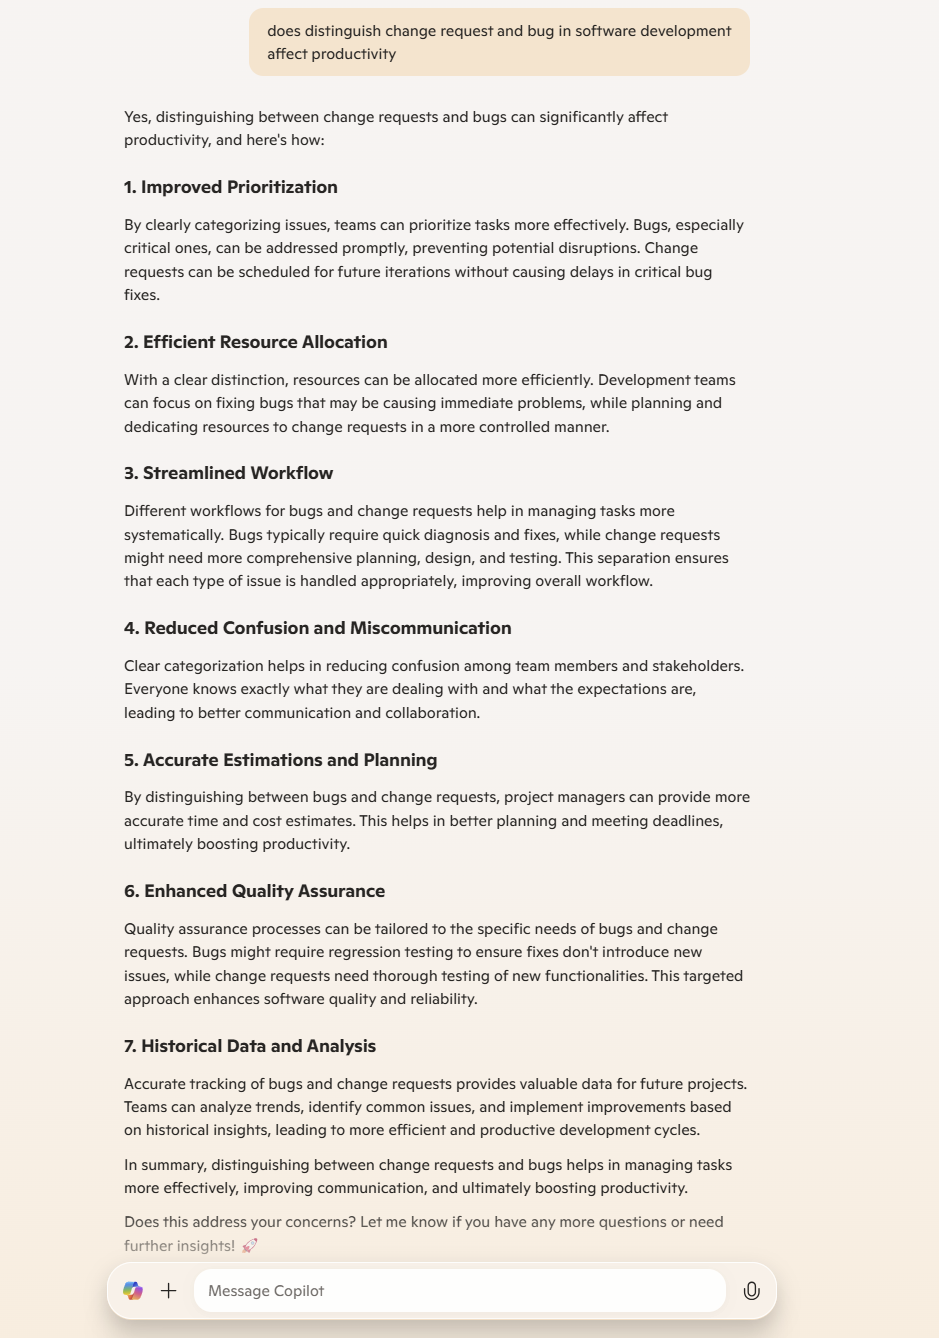 does distinguish change request and bug in software development
affect productivity
Yes, distinguishing between change requests and bugs can significantly affect
productivity, and here's how:
1. Improved Prioritization
By clearly categorizing issues, teams can prioritize tasks more effectively. Bugs, especially
critical ones, can be addressed promptly, preventing potential disruptions. Change
requests can be scheduled for future iterations without causing delays in critical bug
fixes.
2. Efficient Resource Allocation
With a clear distinction, resources can be allocated more efficiently. Development teams
can focus on fixing bugs that may be causing immediate problems, while planning and
dedicating resources to change requests in a more controlled manner.
3. Streamlined Workflow
Different workflows for bugs and change requests help in managing tasks more
systematically. Bugs typically require quick diagnosis and fixes, while change requests
might need more comprehensive planning, design, and testing. This separation ensures
that each type of issue is handled appropriately, improving overall workflow.
4. Reduced Confusion and Miscommunication
Clear categorization helps in reducing confusion among team members and stakeholders.
Everyone knows exactly what they are dealing with and what the expectations are,
leading to better communication and collaboration.
5. Accurate Estimations and Planning
By distinguishing between bugs and change requests, project managers can provide more
accurate time and cost estimates. This helps in better planning and meeting deadlines,
ultimately boosting productivity.
6. Enhanced Quality Assurance
Quality assurance processes can be tailored to the specific needs of bugs and change
requests. Bugs might require regression testing to ensure fixes don't introduce new
issues, while change requests need thorough testing of new functionalities. This targeted
approach enhances software quality and reliability.
7. Historical Data and Analysis
Accurate tracking of bugs and change requests provides valuable data for future projects.
Teams can analyze trends, identify common issues, and implement improvements based
on historical insights, leading to more efficient and productive development cycles.
In summary, distinguishing between change requests and bugs helps in managing tasks
more effectively, improving communication, and ultimately boosting productivity.
Does this address your concerns? Let me know if you have any more questions or need
further insights! 🚀
Message Copilot